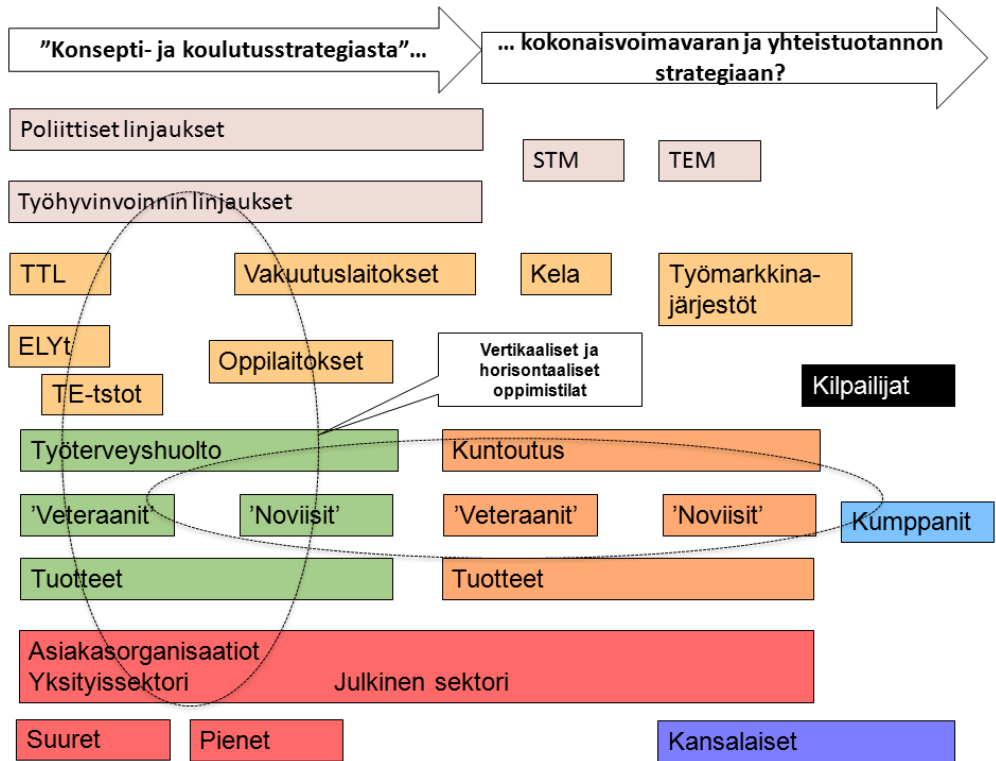 ”Konsepti- ja koulutusstrategiasta”...
... kokonaisvoimavaran ja yhteistuotannon
strategiaan?
Poliittiset linjaukset
STM
TEM
Työhyvinvoinnin linjaukset
TTL
Vakuutuslaitokset
Kela
Työmarkkina-
järjestöt
ELYt
Oppilaitokset
Vertikaaliset ja
horisontaaliset
oppimistilat
TE-tstot
Kilpailijat
Työterveyshuolto
Kuntoutus
’Veteraanit’
’Noviisit’
’Veteraanit’
’Noviisit’
Kumppanit
Tuotteet
Tuotteet
Asiakasorganisaatiot
Yksityissektori
Julkinen sektori
Suuret
Pienet
Kansalaiset